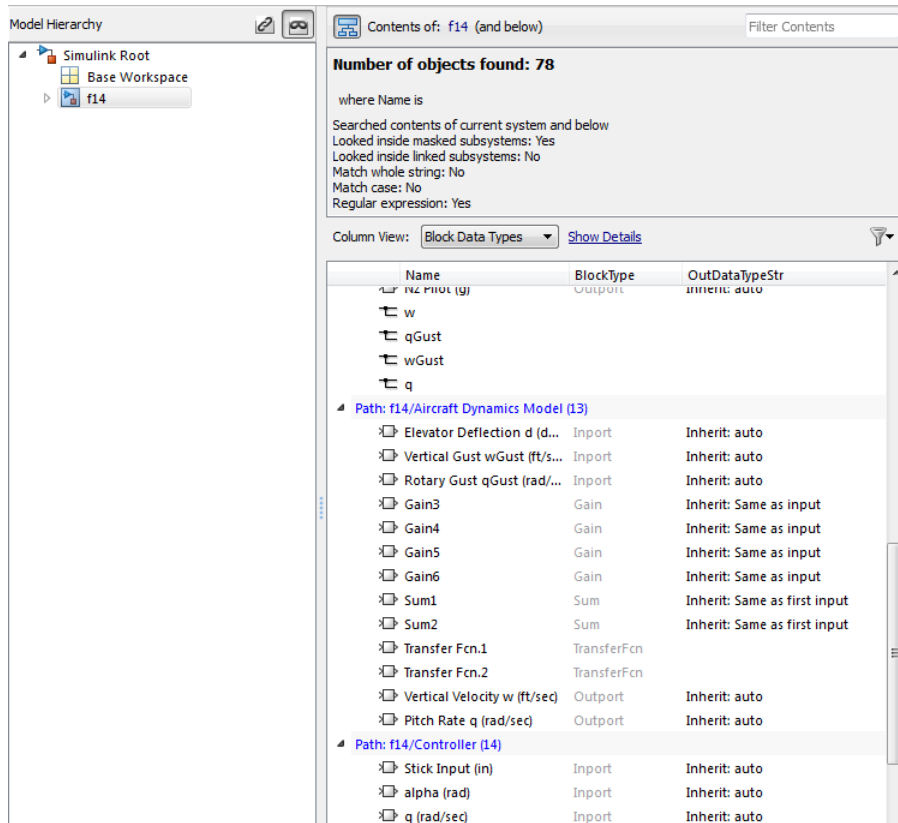 Model Hierarchy
Simulink Root
Base Workspace
f14
Contents of: f14 (and below)
Filter Contents
Number of objects found: 78
where Name is
Searched contents of current system and below
Looked inside masked subsystems: Yes
Looked inside linked subsystems: No
Match whole string: No
Match case: No
Regular expression: Yes
Column View: Block Data Types Show Details
Name BlockType OutDataTypeStr
Nz Pilot (g) Outport Inherit: auto
w
qGust
wGust
q
Path: f14/Aircraft Dynamics Model (13)
Elevator Deflection d (d... Inport Inherit: auto
Vertical Gust wGust (ft/s... Inport Inherit: auto
Rotary Gust qGust (rad/... Inport Inherit: auto
Gain3 Gain Inherit: Same as input
Gain4 Gain Inherit: Same as input
Gain5 Gain Inherit: Same as input
Gain6 Gain Inherit: Same as input
Sum1 Sum Inherit: Same as first input
Sum2 Sum Inherit: Same as first input
Transfer Fcn.1 TransferFcn
Transfer Fcn.2 TransferFcn
Vertical Velocity w (ft/sec) Outport Inherit: auto
Pitch Rate q (rad/sec) Outport Inherit: auto
Path: f14/Controller (14)
Stick Input (in) Inport Inherit: auto
alpha (rad) Inport Inherit: auto
q (rad/sec) Inport Inherit: auto